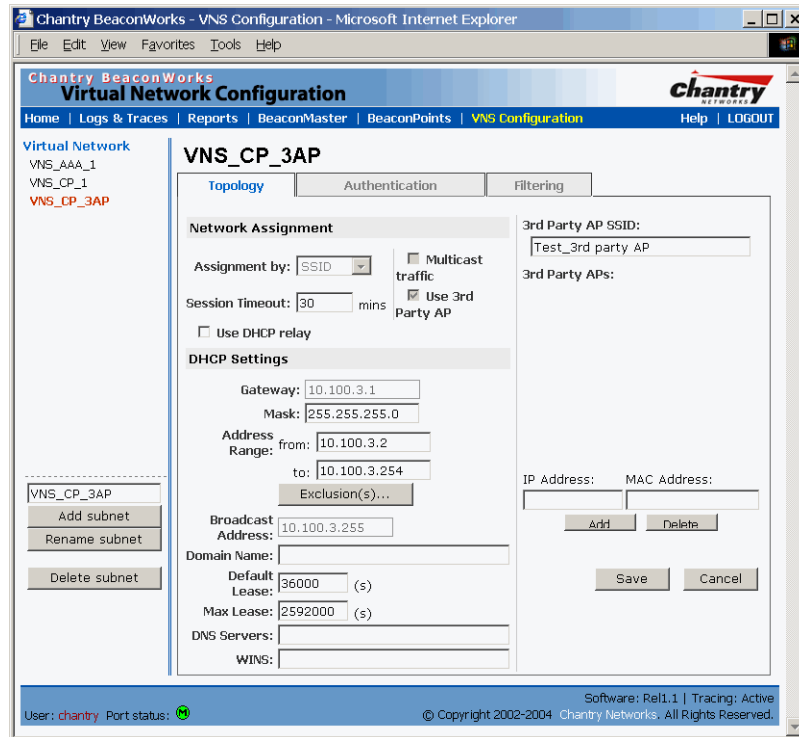 Chantry BeaconWorks - VNS Configuration - Microsoft Internet Explorer
File Edit View Favorites Tools Help
Chantry BeaconWorks
Virtual Network Configuration
chantry
NETWORKS
Home | Logs & Traces | Reports | BeaconMaster | BeaconPoints | VNS Configuration Help | LOGOUT
Virtual Network
VNS_AAA_1
VNS_CP_1
VNS_CP_3AP
VNS_CP_3AP
Add subnet
Rename subnet
Delete subnet
VNS_CP_3AP
Topology Authentication Filtering
Network Assignment
Assignment by: SSID
Multicast traffic
Session Timeout: 30 mins
Use 3rd Party AP
Use DHCP relay
DHCP Settings
Gateway: 10.100.3.1
Mask: 255.255.255.0
Address Range: from: 10.100.3.2
to: 10.100.3.254
Exclusion(s)...
Broadcast Address: 10.100.3.255
Domain Name:
Default Lease: 36000 (s)
Max Lease: 2592000 (s)
DNS Servers:
WINS:
3rd Party AP SSID:
Test_3rd party AP
3rd Party APs:
IP Address: MAC Address:
Add Delete
Save Cancel
Software: Rel1.1 | Tracing: Active
User: chantry Port status: M
© Copyright 2002-2004 Chantry Networks. All Rights Reserved.